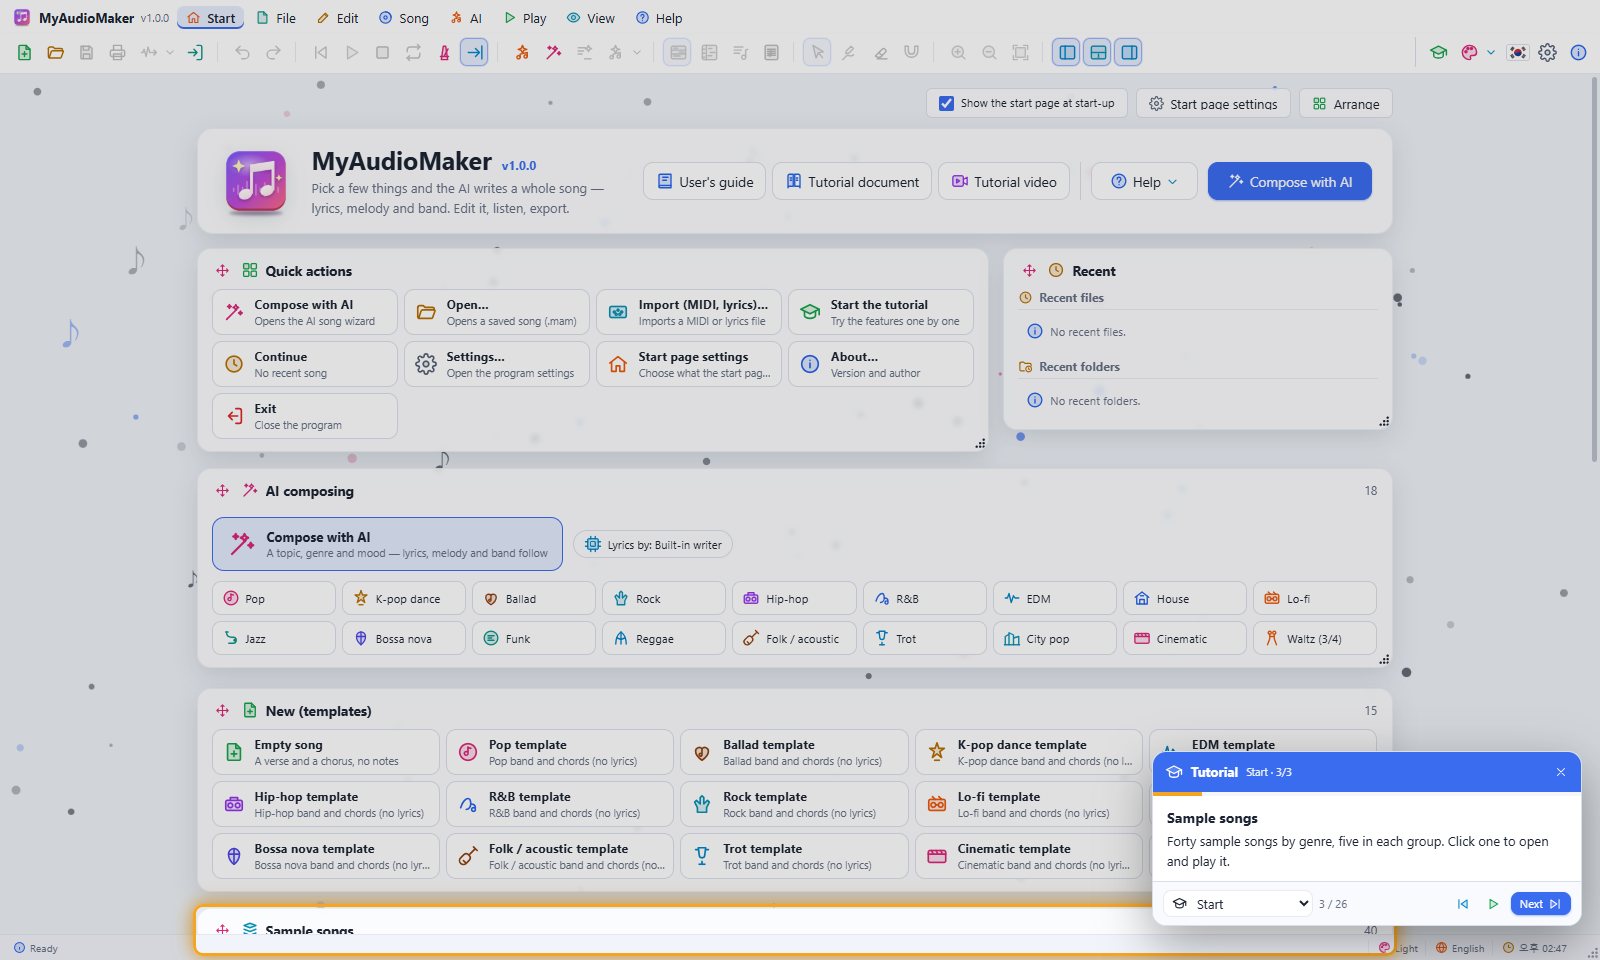 MyAudioMaker v1.0.0 Start File Edit Song AI Play View Help
Show the start page at start-up
Start page settings
Arrange
MyAudioMaker v1.0.0
Pick a few things and the AI writes a whole song —
lyrics, melody and band. Edit it, listen, export.
User's guide
Tutorial document
Tutorial video
Help
Compose with AI
Quick actions
Compose with AI
Opens the AI song wizard
Open...
Opens a saved song (.mam)
Import (MIDI, lyrics)...
Imports a MIDI or lyrics file
Start the tutorial
Try the features one by one
Continue
No recent song
Settings...
Open the program settings
Start page settings
Choose what the start pag...
About...
Version and author
Exit
Close the program
Recent
Recent files
No recent files.
Recent folders
No recent folders.
AI composing 18
Compose with AI
A topic, genre and mood — lyrics, melody and band follow
Lyrics by: Built-in writer
Pop K-pop dance Ballad Rock Hip-hop R&B EDM House Lo-fi
Jazz Bossa nova Funk Reggae Folk / acoustic Trot City pop Cinematic Waltz (3/4)
New (templates) 15
Empty song
A verse and a chorus, no notes
Pop template
Pop band and chords (no lyrics)
Ballad template
Ballad band and chords (no lyrics)
K-pop dance template
K-pop dance band and chords (no l...
EDM template
Hip-hop template
Hip-hop band and chords (no lyrics)
R&B template
R&B band and chords (no lyrics)
Rock template
Rock band and chords (no lyrics)
Lo-fi template
Lo-fi band and chords (no lyrics)
Bossa nova template
Bossa nova band and chords (no lyr...
Folk / acoustic template
Folk / acoustic band and chords (no...
Trot template
Trot band and chords (no lyrics)
Cinematic template
Cinematic band and chords (no lyri...
Sample songs 40
Tutorial Start · 3/3
Sample songs
Forty sample songs by genre, five in each group. Click one to open
and play it.
Start 3 / 26 Next
Ready Light English 오후 02:47